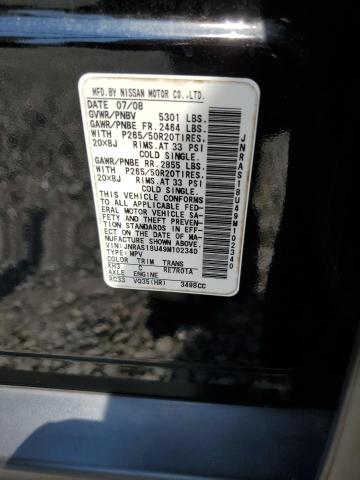 MFD.BY NISSAN MOTOR CO.,LTD.
DATE 07/08
GVWR/PNBV 5301 LBS.
GAWR/PNBE FR. 2464 LBS.
WITH P265/50R20TIRES.
20X8J RIMS.AT 33 PSI
COLD SINGLE.
GAWR/PNBE RR. 2855 LBS.
WITH P265/50R20TIRES.
20X8J RIMS.AT 33 PSI
COLD SINGLE.
THIS VEHICLE CONFORMS
TO ALL APPLICABLE FED-
ERAL MOTOR VEHICLE SA-
FETY AND THEFT PREVENTI-
ON STANDARDS IN EFF-
ECT ON THE DATE OF MA-
NUFACTURE SHOWN ABOVE.
VIN JNRAS18U49M102340
TYPE: MPV
COLOR TRIM TRANS
KH3 C RE7R01A
AXLE ENGINE
RC33 VQ35(HR) 3498CC
JNRAS18U49M102340